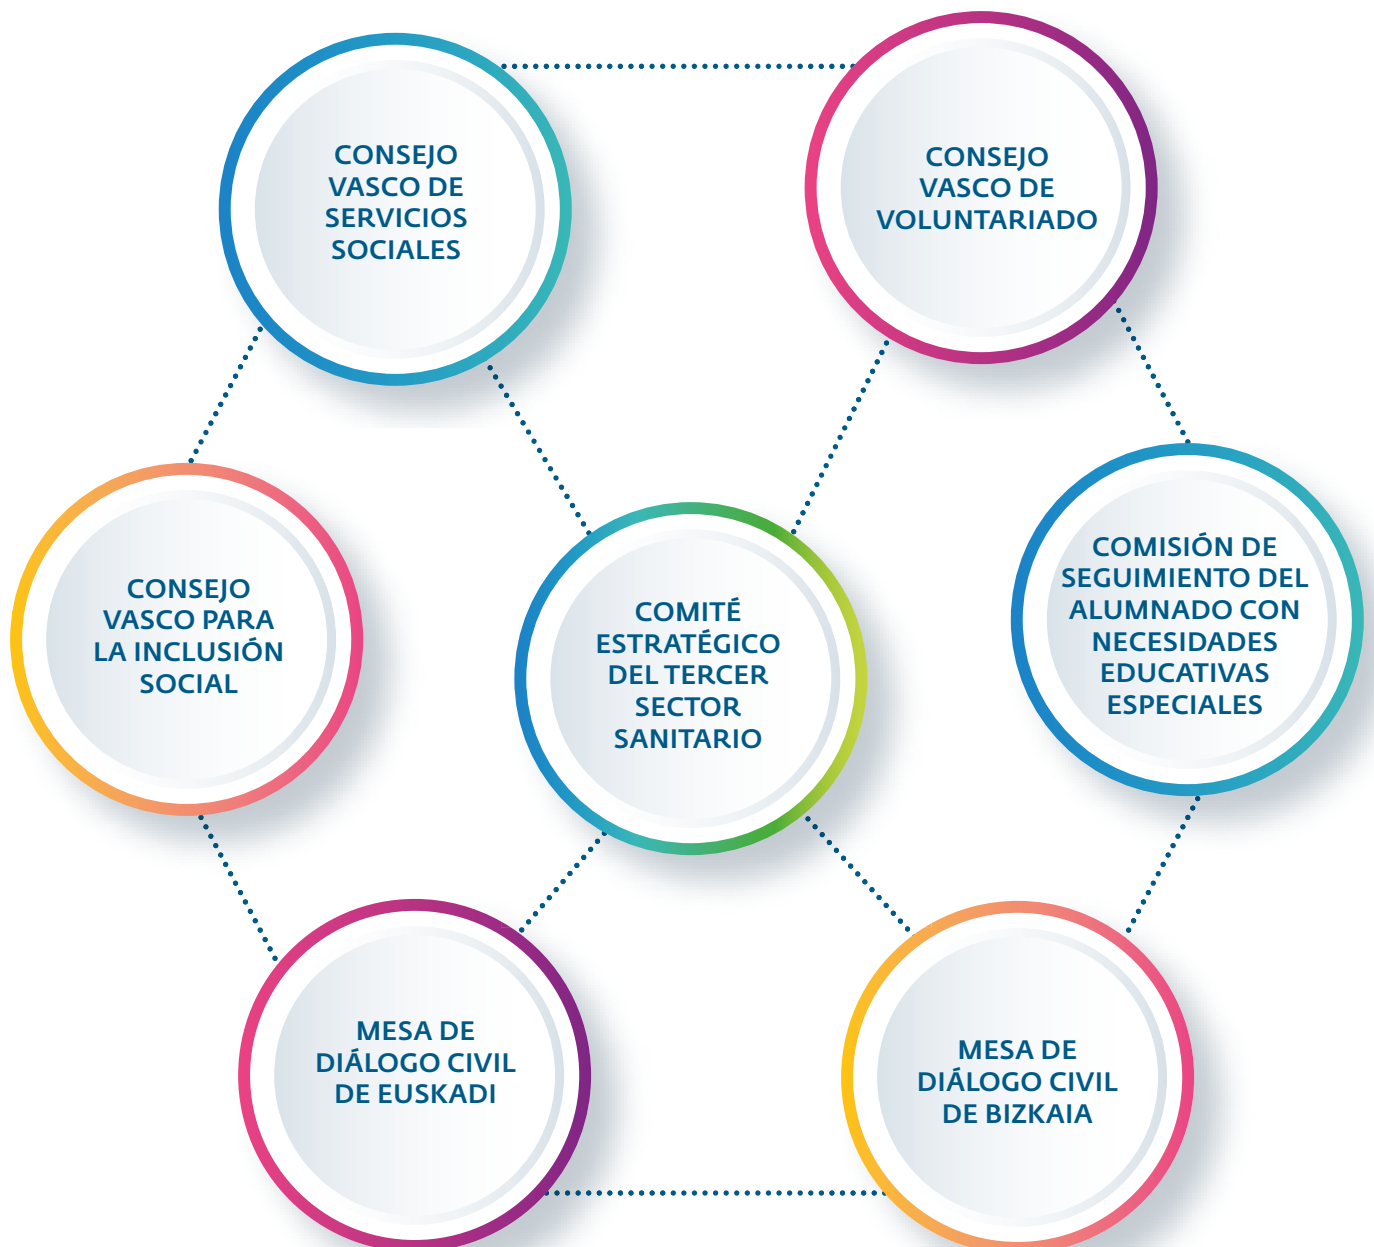 CONSEJO
VASCO DE
SERVICIOS
SOCIALES
CONSEJO
VASCO DE
VOLUNTARIADO
CONSEJO
VASCO PARA
LA INCLUSIÓN
SOCIAL
COMITÉ
ESTRATÉGICO
DEL TERCER
SECTOR
SANITARIO
COMISIÓN DE
SEGUIMIENTO DEL
ALUMNADO CON
NECESIDADES
EDUCATIVAS
ESPECIALES
MESA DE
DIÁLOGO CIVIL
DE EUSKADI
MESA DE
DIÁLOGO CIVIL
DE BIZKAIA